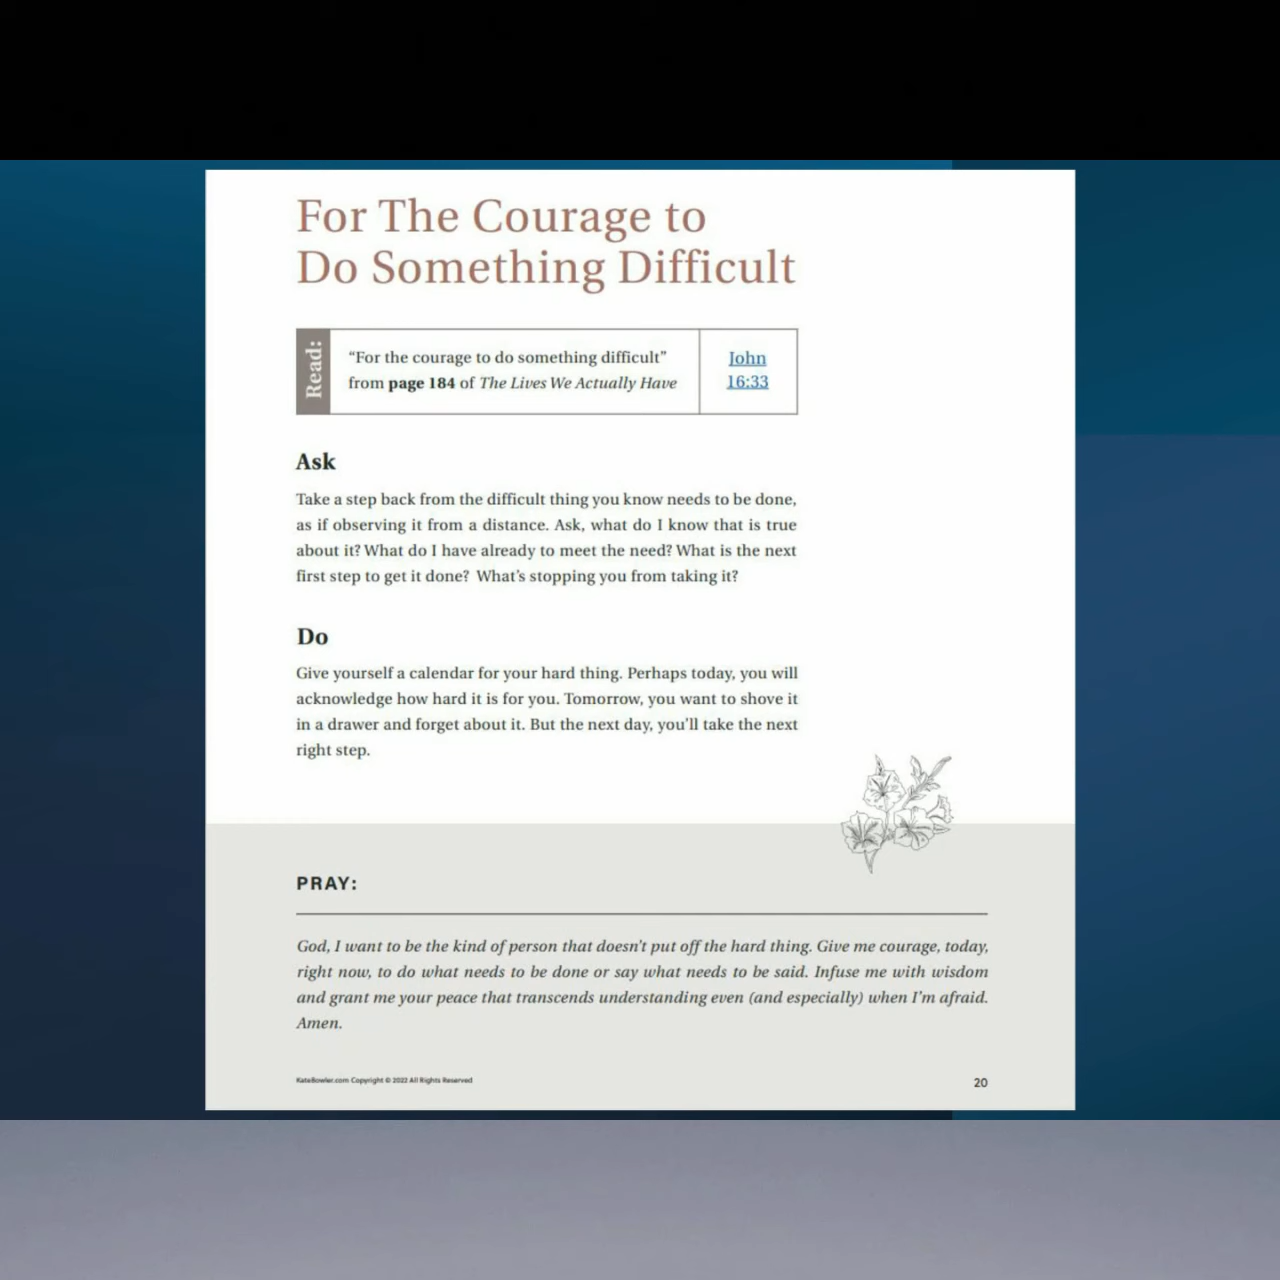 For The Courage to
Do Something Difficult
Read:
“For the courage to do something difficult”
from page 184 of The Lives We Actually Have
John
16:33
Ask
Take a step back from the difficult thing you know needs to be done,
as if observing it from a distance. Ask, what do I know that is true
about it? What do I have already to meet the need? What is the next
first step to get it done?  What’s stopping you from taking it?
Do
Give yourself a calendar for your hard thing. Perhaps today, you will
acknowledge how hard it is for you. Tomorrow, you want to shove it
in a drawer and forget about it. But the next day, you’ll take the next
right step.
PRAY:
God, I want to be the kind of person that doesn’t put off the hard thing. Give me courage, today,
right now, to do what needs to be done or say what needs to be said. Infuse me with wisdom
and grant me your peace that transcends understanding even (and especially) when I’m afraid.
Amen.
KateBowler.com Copyright © 2022 All Rights Reserved
20